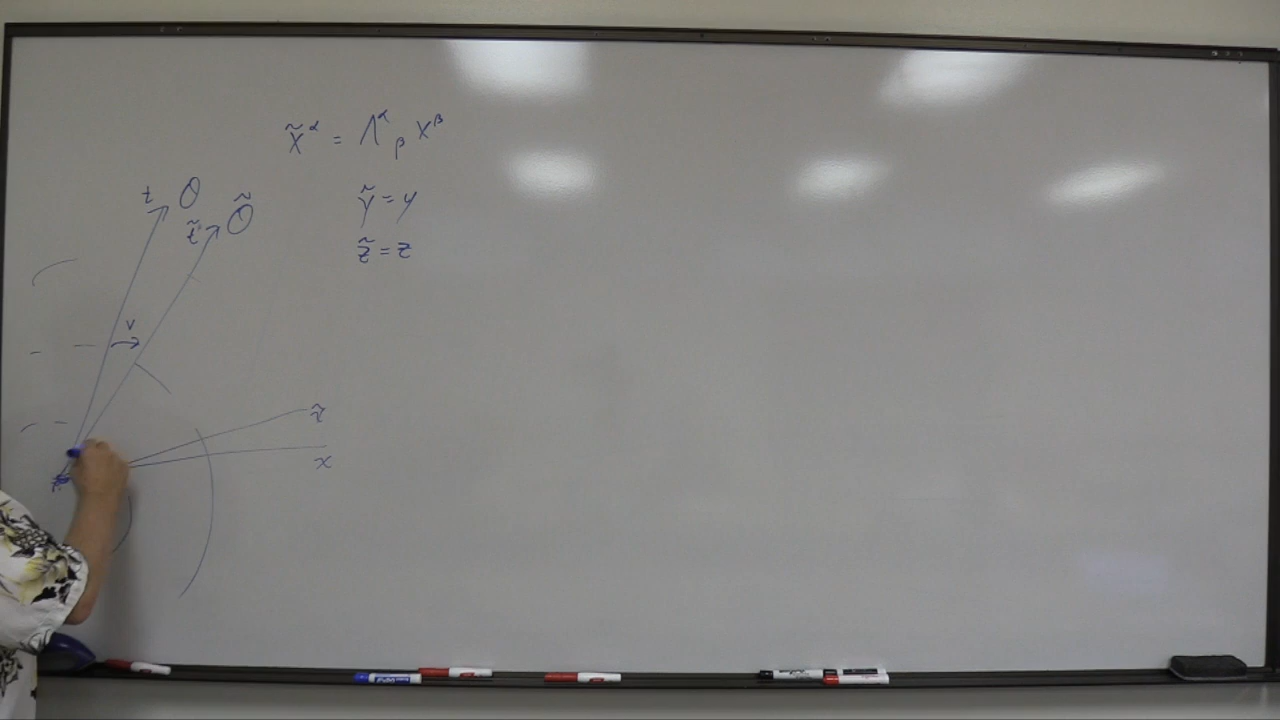 x̃^α = Λ^α_β x^β
t O
t̃ Õ
ỹ = y
z̃ = z
v
x̃
x